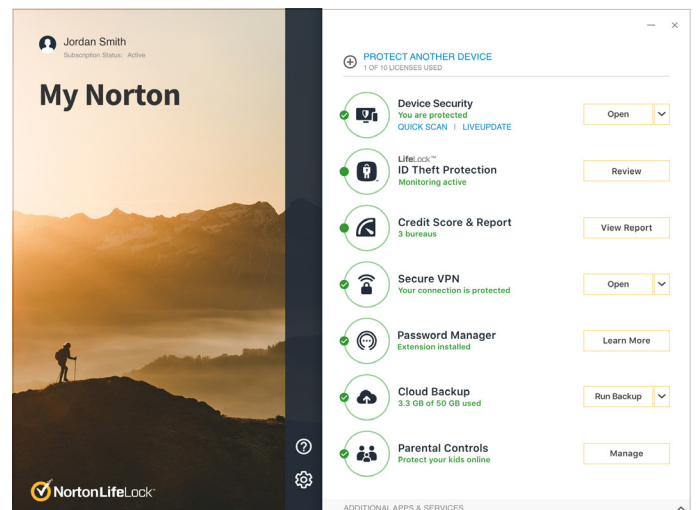 Jordan Smith
Subscription Status: Active
My Norton
NortonLifeLock™
PROTECT ANOTHER DEVICE
1 OF 10 LICENSES USED
Device Security
You are protected
QUICK SCAN | LIVEUPDATE
Open
LifeLock™
ID Theft Protection
Monitoring active
Review
Credit Score & Report
3 bureaus
View Report
Secure VPN
Your connection is protected
Open
Password Manager
Extension installed
Learn More
Cloud Backup
3.3 GB of 50 GB used
Run Backup
Parental Controls
Protect your kids online
Manage
ADDITIONAL APPS & SERVICES